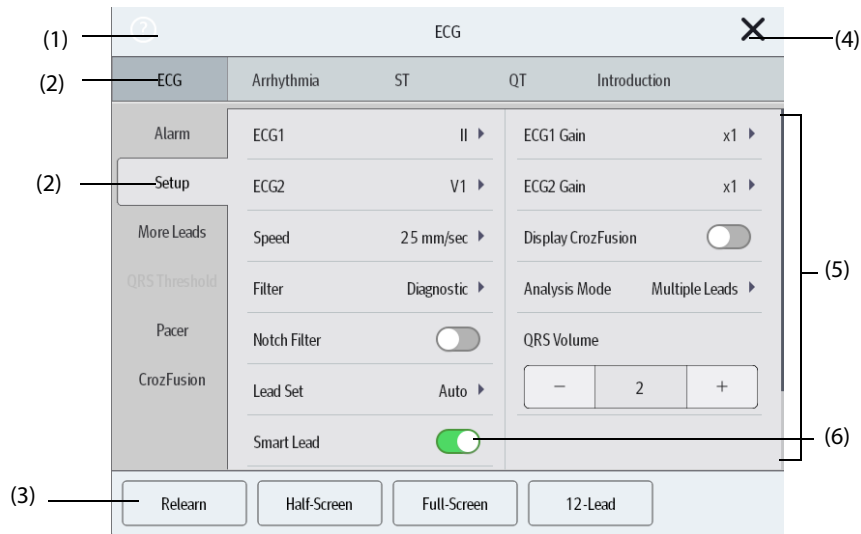 (1)
?
ECG
(4)
(2)
ECG Arrhythmia ST QT Introduction
Alarm ECG1 II ECG1 Gain x1
(2)
Setup ECG2 V1 ECG2 Gain x1
More Leads Speed 25 mm/sec Display CrozFusion
(5)
QRS Threshold Filter Diagnostic Analysis Mode Multiple Leads
Pacer Notch Filter QRS Volume
CrozFusion Lead Set Auto − 2 +
Smart Lead
(6)
(3)
Relearn Half-Screen Full-Screen 12-Lead